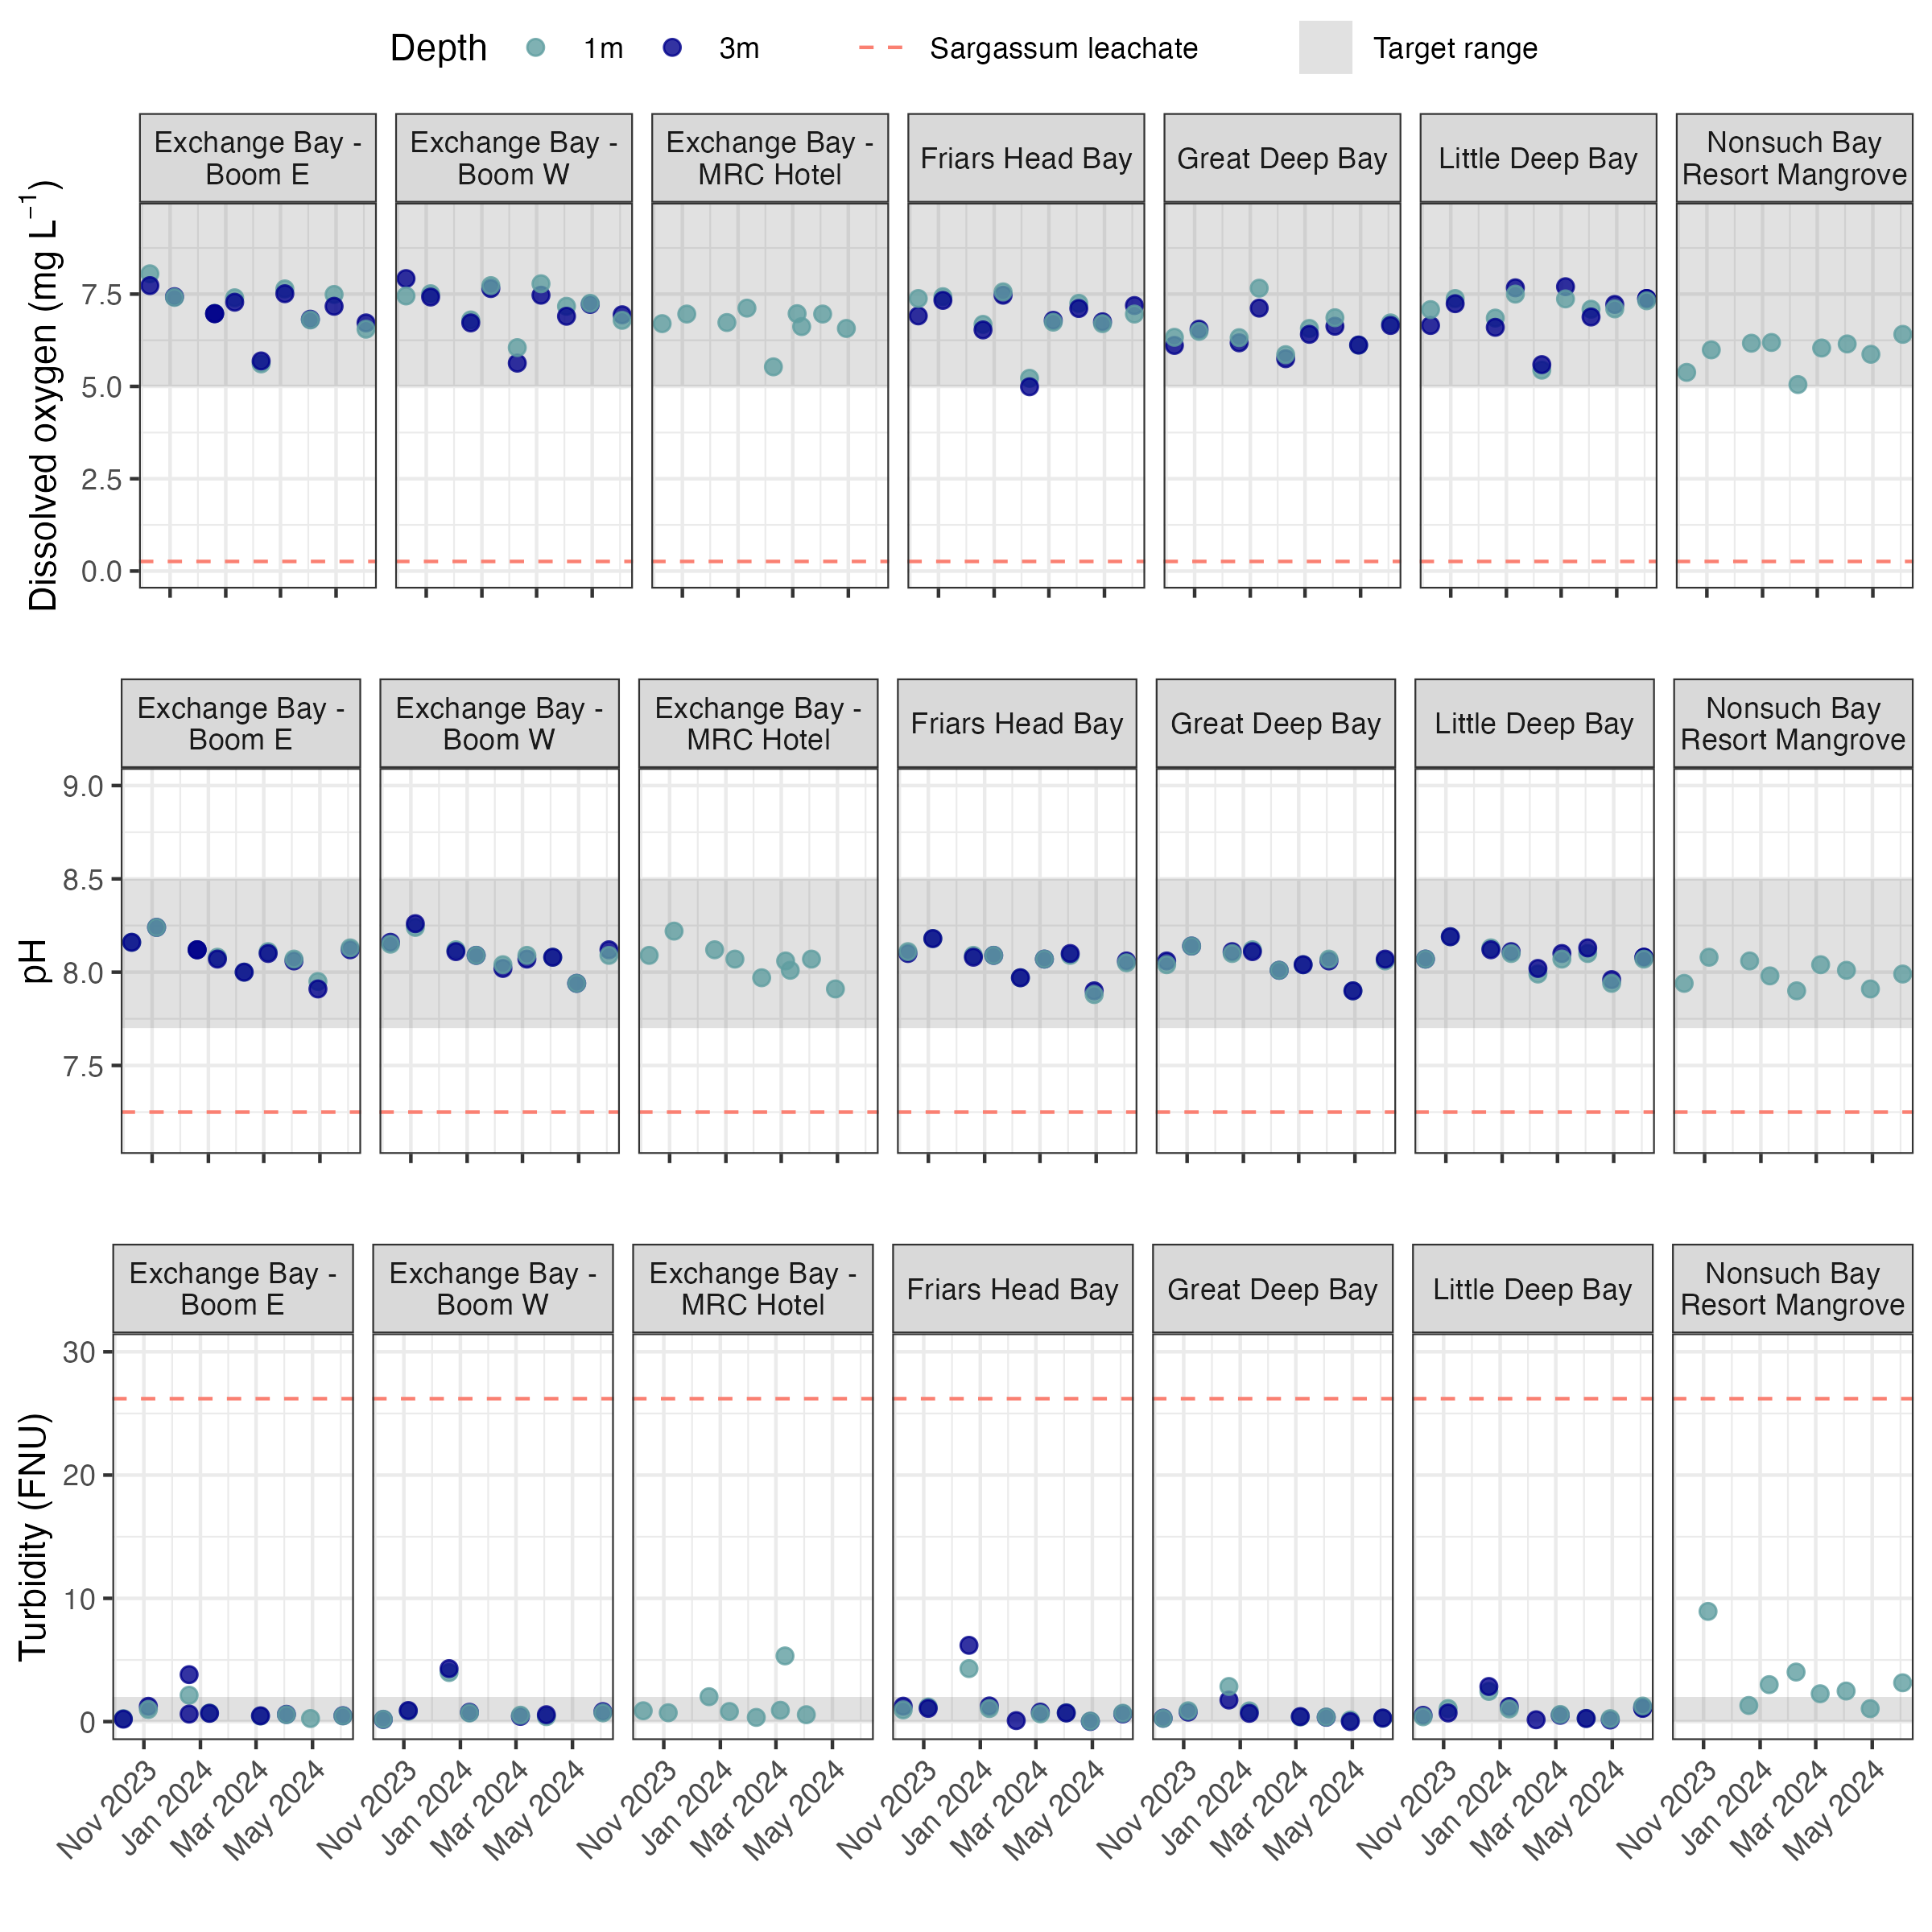 Depth 1m 3m Sargassum leachate Target range
Exchange Bay -
Boom E
Exchange Bay -
Boom W
Exchange Bay -
MRC Hotel
Friars Head Bay
Great Deep Bay
Little Deep Bay
Nonsuch Bay
Resort Mangrove
Dissolved oxygen (mg L⁻¹)
7.5
5.0
2.5
0.0
Exchange Bay -
Boom E
Exchange Bay -
Boom W
Exchange Bay -
MRC Hotel
Friars Head Bay
Great Deep Bay
Little Deep Bay
Nonsuch Bay
Resort Mangrove
pH
9.0
8.5
8.0
7.5
Exchange Bay -
Boom E
Exchange Bay -
Boom W
Exchange Bay -
MRC Hotel
Friars Head Bay
Great Deep Bay
Little Deep Bay
Nonsuch Bay
Resort Mangrove
Turbidity (FNU)
30
20
10
0
Nov 2023
Jan 2024
Mar 2024
May 2024
Nov 2023
Jan 2024
Mar 2024
May 2024
Nov 2023
Jan 2024
Mar 2024
May 2024
Nov 2023
Jan 2024
Mar 2024
May 2024
Nov 2023
Jan 2024
Mar 2024
May 2024
Nov 2023
Jan 2024
Mar 2024
May 2024
Nov 2023
Jan 2024
Mar 2024
May 2024